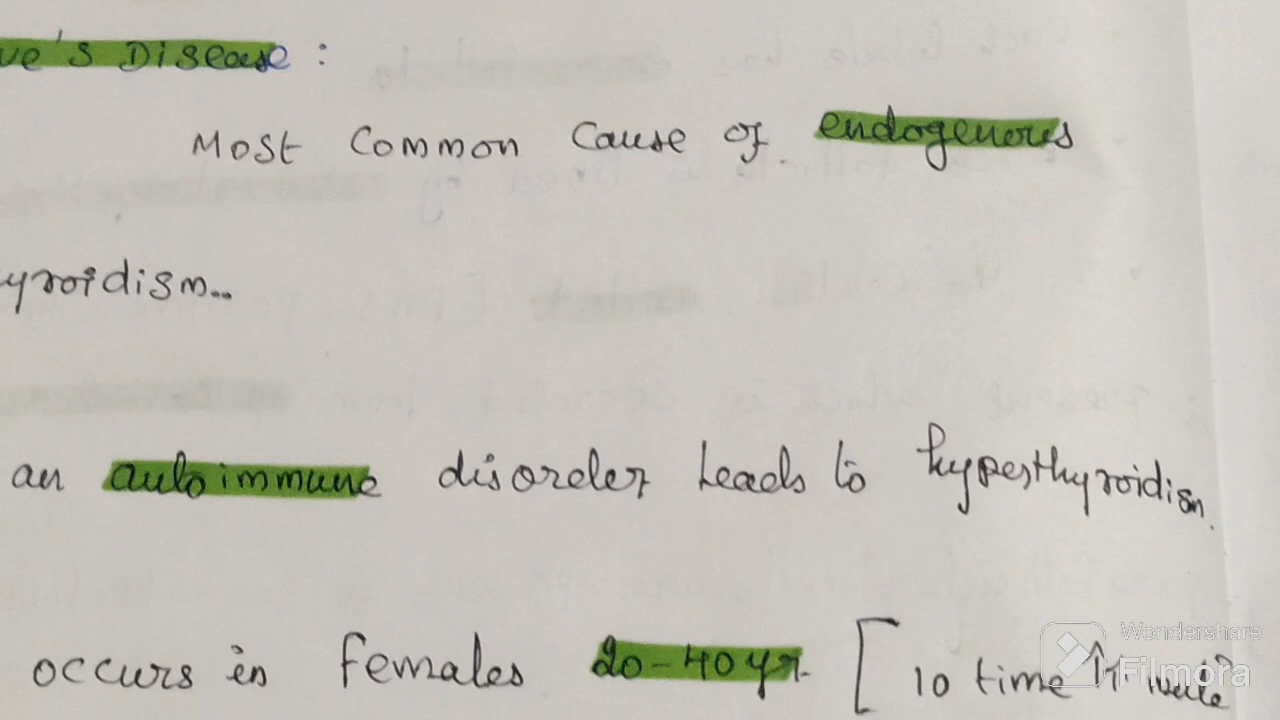 ve's Disease :
Most Common Cause of endogenous
yroidism..
an autoimmune disorder Leads to hyperthyroidism.
occurs in females 20-40yr. [ 10 time ↑
Wondershare
Filmora